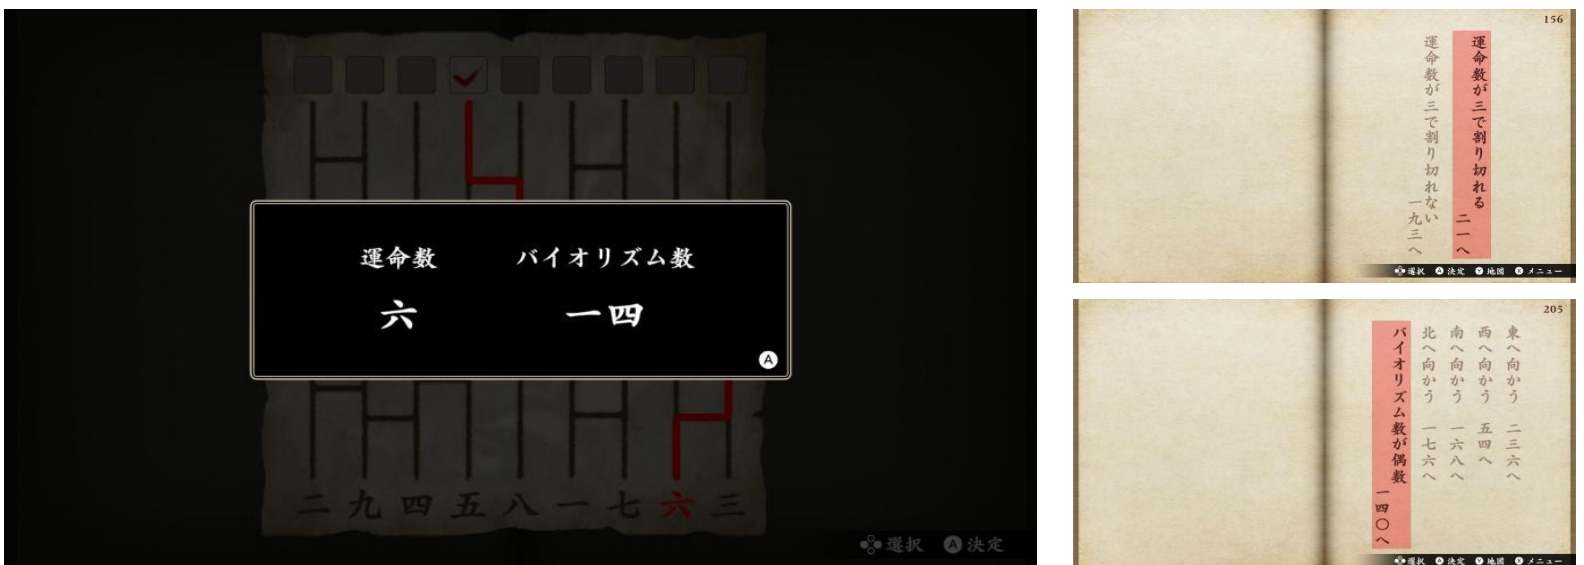 運命数
バイオリズム数
六
一四
A
二 九 四 五 八 一 七 六 三
選択 A 決定
156
運命数が三で割り切れる 二一へ
運命数が三で割り切れない 一九三へ
選択 A 決定 Y 地図 X メニュー
205
東へ向かう 二三六へ
西へ向かう 五四へ
南へ向かう 一六八へ
北へ向かう 一七六へ
バイオリズム数が偶数 一四〇へ
選択 A 決定 Y 地図 X メニュー